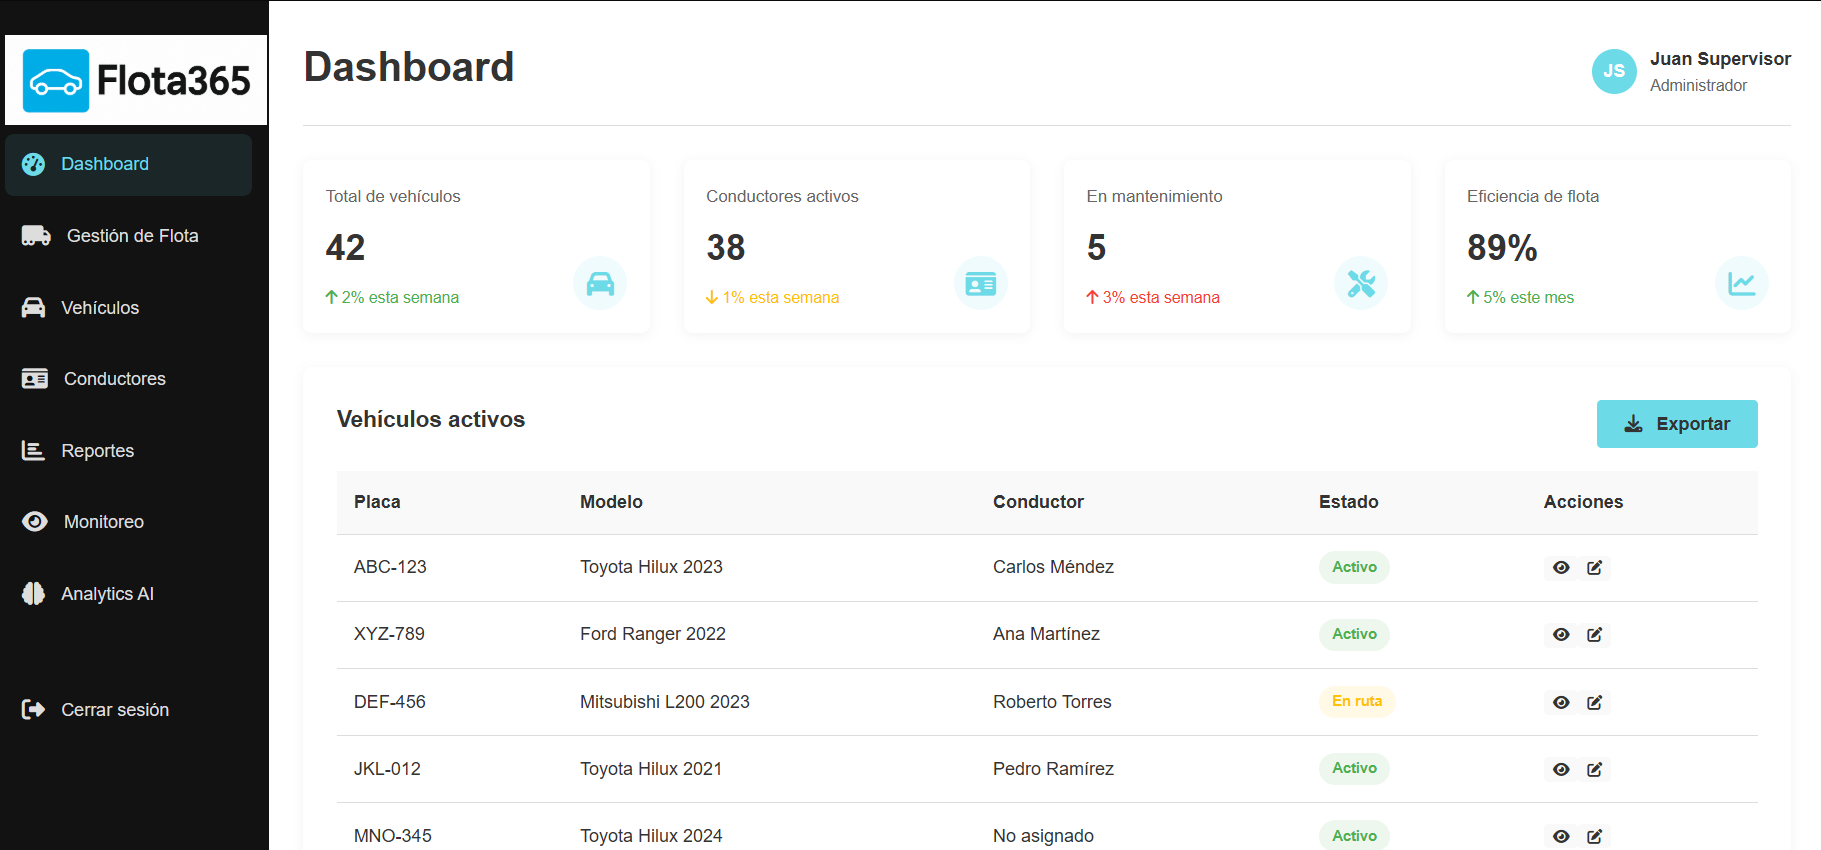 Flota365
Dashboard
Gestión de Flota
Vehículos
Conductores
Reportes
Monitoreo
Analytics AI
Cerrar sesión
Dashboard
JS
Juan Supervisor
Administrador
Total de vehículos
42
2% esta semana
Conductores activos
38
1% esta semana
En mantenimiento
5
3% esta semana
Eficiencia de flota
89%
5% este mes
Vehículos activos
Exportar
Placa Modelo Conductor Estado Acciones
ABC-123 Toyota Hilux 2023 Carlos Méndez Activo
XYZ-789 Ford Ranger 2022 Ana Martínez Activo
DEF-456 Mitsubishi L200 2023 Roberto Torres En ruta
JKL-012 Toyota Hilux 2021 Pedro Ramírez Activo
MNO-345 Toyota Hilux 2024 No asignado Activo